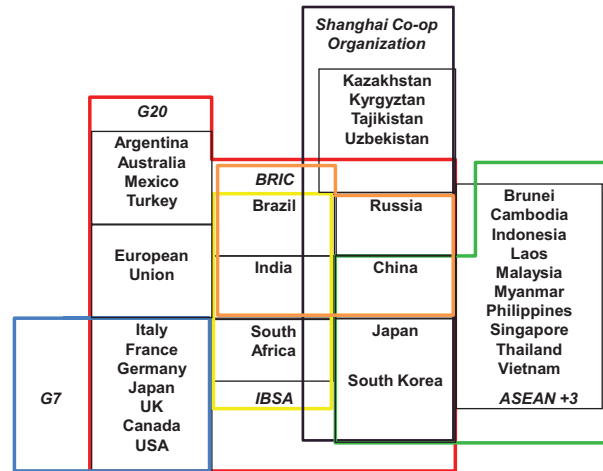 Shanghai Co-op
Organization
Kazakhstan
Kyrgyztan
Tajikistan
Uzbekistan
G20
Argentina
Australia
Mexico
Turkey
BRIC
Brazil
Russia
Brunei
Cambodia
Indonesia
Laos
Malaysia
Myanmar
Philippines
Singapore
Thailand
Vietnam
ASEAN +3
European
Union
India
China
G7
Italy
France
Germany
Japan
UK
Canada
USA
South
Africa
IBSA
Japan
South Korea